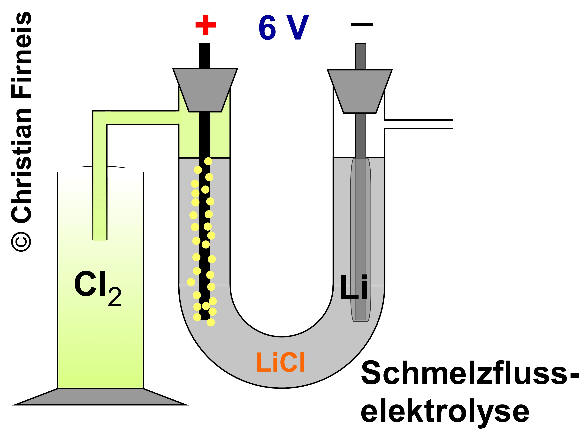 © Christian Firneis
+ 6 V –
Cl₂
Li
LiCl
Schmelzfluss-
elektrolyse